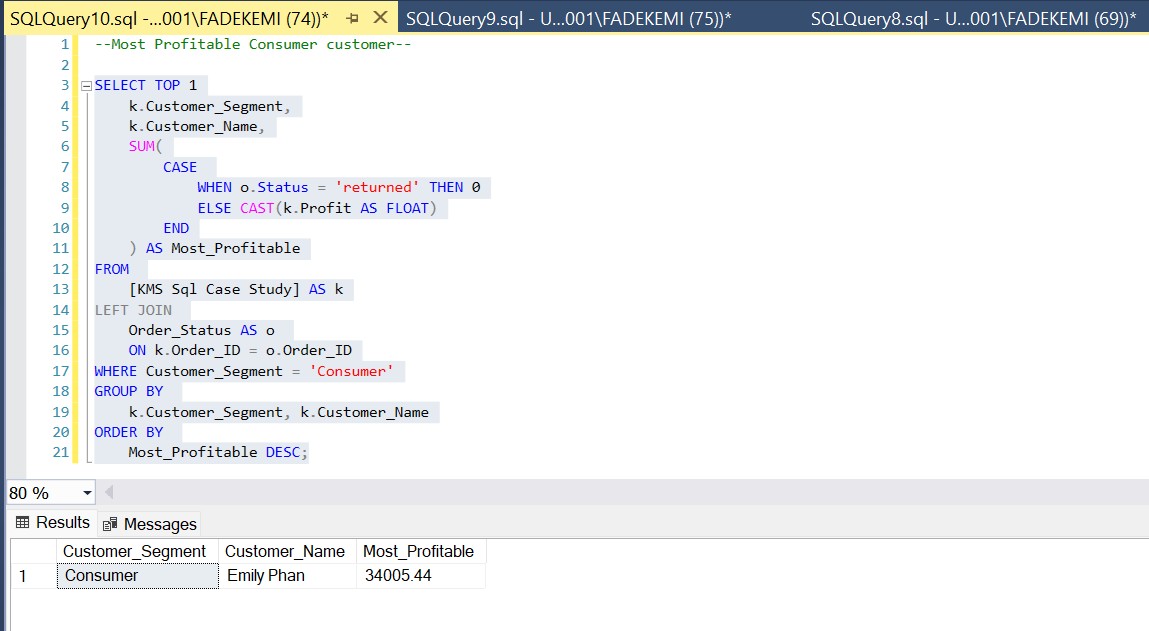 SQLQuery10.sql -...001\FADEKEMI (74))* SQLQuery9.sql - U...001\FADEKEMI (75))* SQLQuery8.sql - U...001\FADEKEMI (69))*
1 --Most Profitable Consumer customer--
2
3 SELECT TOP 1
4 k.Customer_Segment,
5 k.Customer_Name,
6 SUM(
7 CASE
8 WHEN o.Status = 'returned' THEN 0
9 ELSE CAST(k.Profit AS FLOAT)
10 END
11 ) AS Most_Profitable
12 FROM
13 [KMS Sql Case Study] AS k
14 LEFT JOIN
15 Order_Status AS o
16 ON k.Order_ID = o.Order_ID
17 WHERE Customer_Segment = 'Consumer'
18 GROUP BY
19 k.Customer_Segment, k.Customer_Name
20 ORDER BY
21 Most_Profitable DESC;
80 %
Results Messages
Customer_Segment Customer_Name Most_Profitable
1 Consumer Emily Phan 34005.44